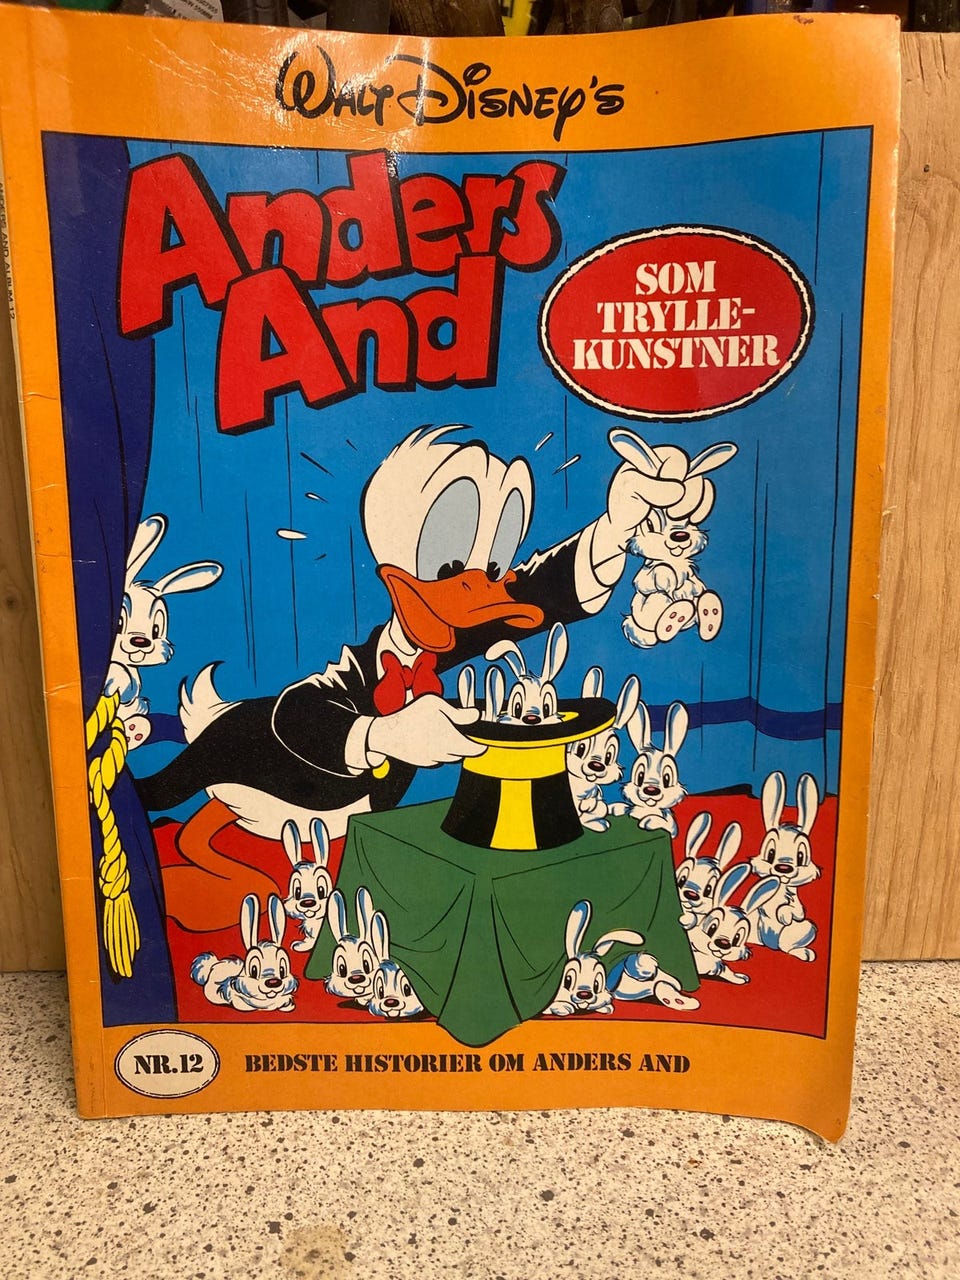 WALT DISNEY'S
Anders
And
SOM
TRYLLE-
KUNSTNER
NR.12
BEDSTE HISTORIER OM ANDERS AND